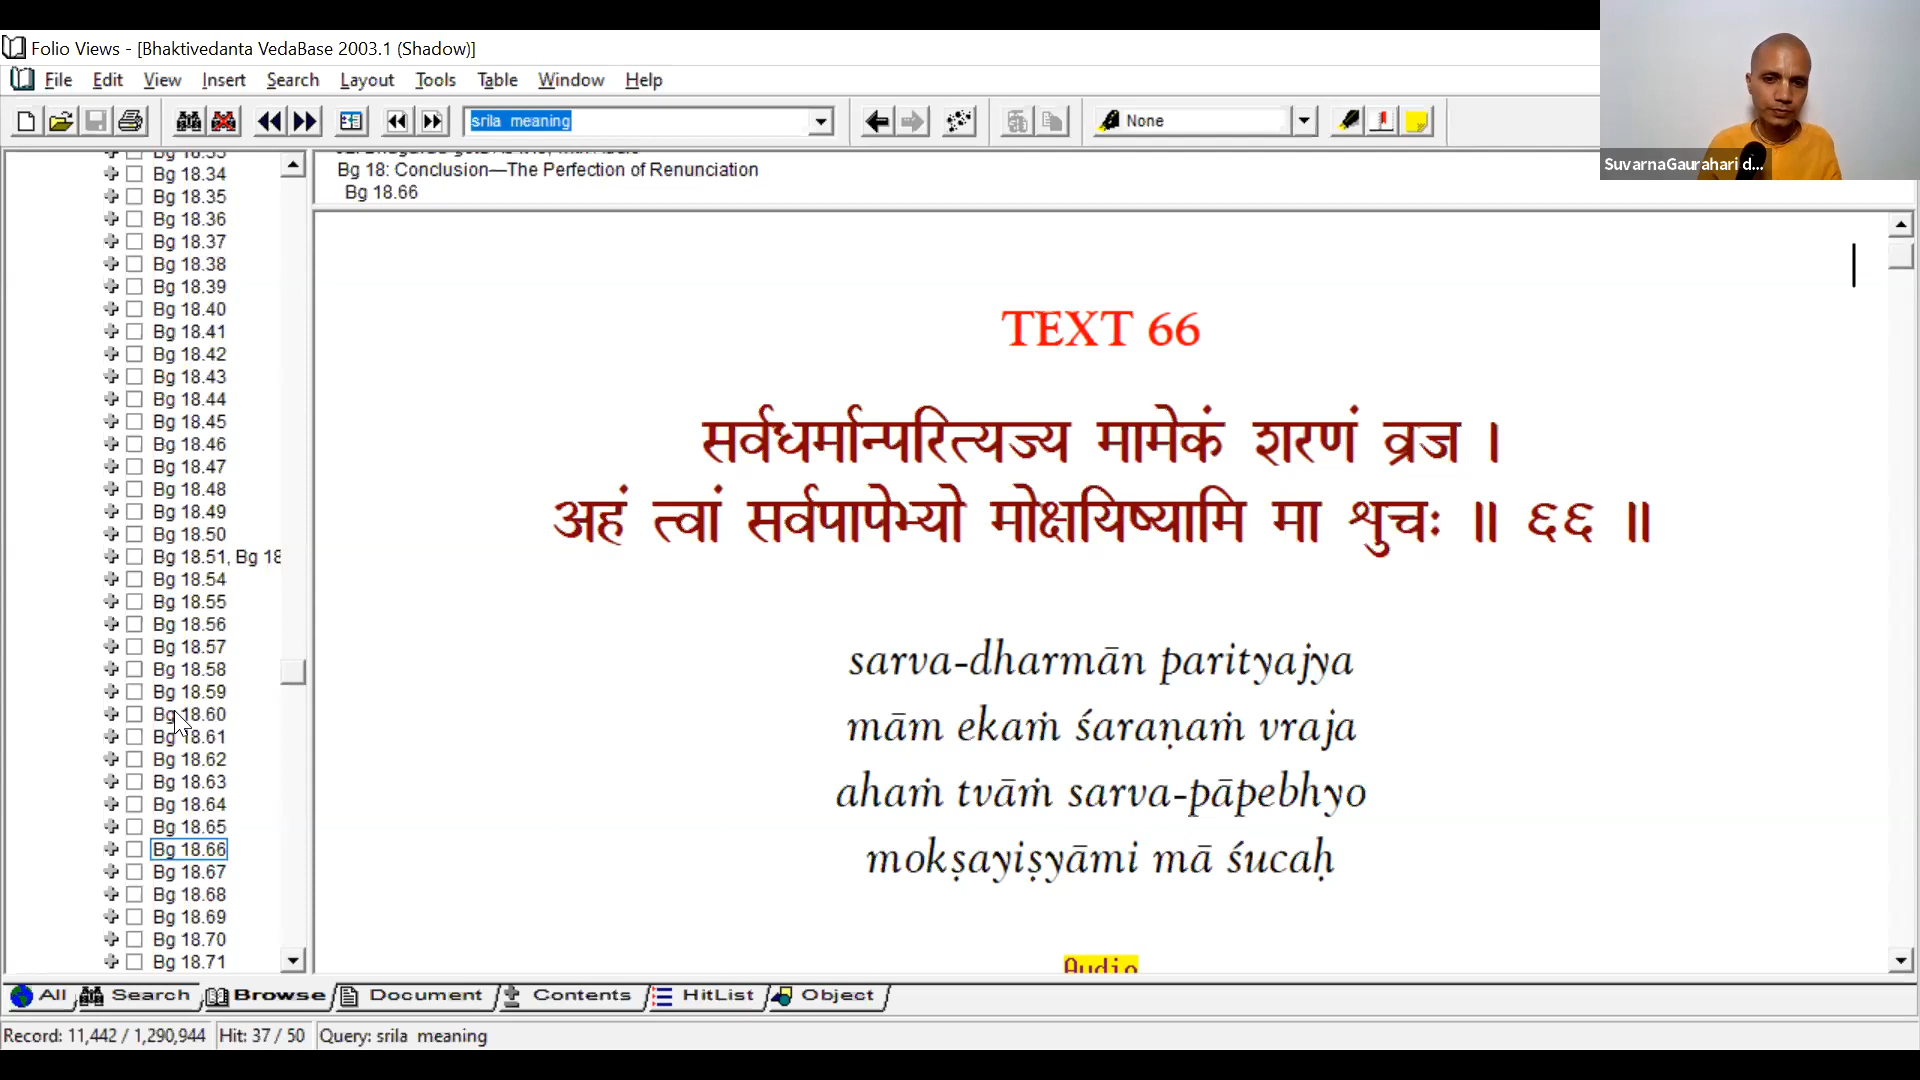 Folio Views - [Bhaktivedanta VedaBase 2003.1 (Shadow)]
File Edit View Insert Search Layout Tools Table Window Help
srila meaning
None
SuvarnaGaurahari d...
Bg 18: Conclusion—The Perfection of Renunciation
Bg 18.66
Bg 18.33
Bg 18.34
Bg 18.35
Bg 18.36
Bg 18.37
Bg 18.38
Bg 18.39
Bg 18.40
Bg 18.41
Bg 18.42
Bg 18.43
Bg 18.44
Bg 18.45
Bg 18.46
Bg 18.47
Bg 18.48
Bg 18.49
Bg 18.50
Bg 18.51, Bg 18
Bg 18.54
Bg 18.55
Bg 18.56
Bg 18.57
Bg 18.58
Bg 18.59
Bg 18.60
Bg 18.61
Bg 18.62
Bg 18.63
Bg 18.64
Bg 18.65
Bg 18.66
Bg 18.67
Bg 18.68
Bg 18.69
Bg 18.70
Bg 18.71
TEXT 66
सर्वधर्मान्परित्यज्य मामेकं शरणं व्रज ।
अहं त्वां सर्वपापेभ्यो मोक्षयिष्यामि मा श्रुचः ॥ ६६ ॥
sarva-dharmān parityajya
mām ekaṁ śaraṇaṁ vraja
ahaṁ tvāṁ sarva-pāpebhyo
mokṣayiṣyāmi mā śucaḥ
Audio
All Search Browse Document Contents HitList Object
Record: 11,442 / 1,290,944 Hit: 37 / 50 Query: srila meaning